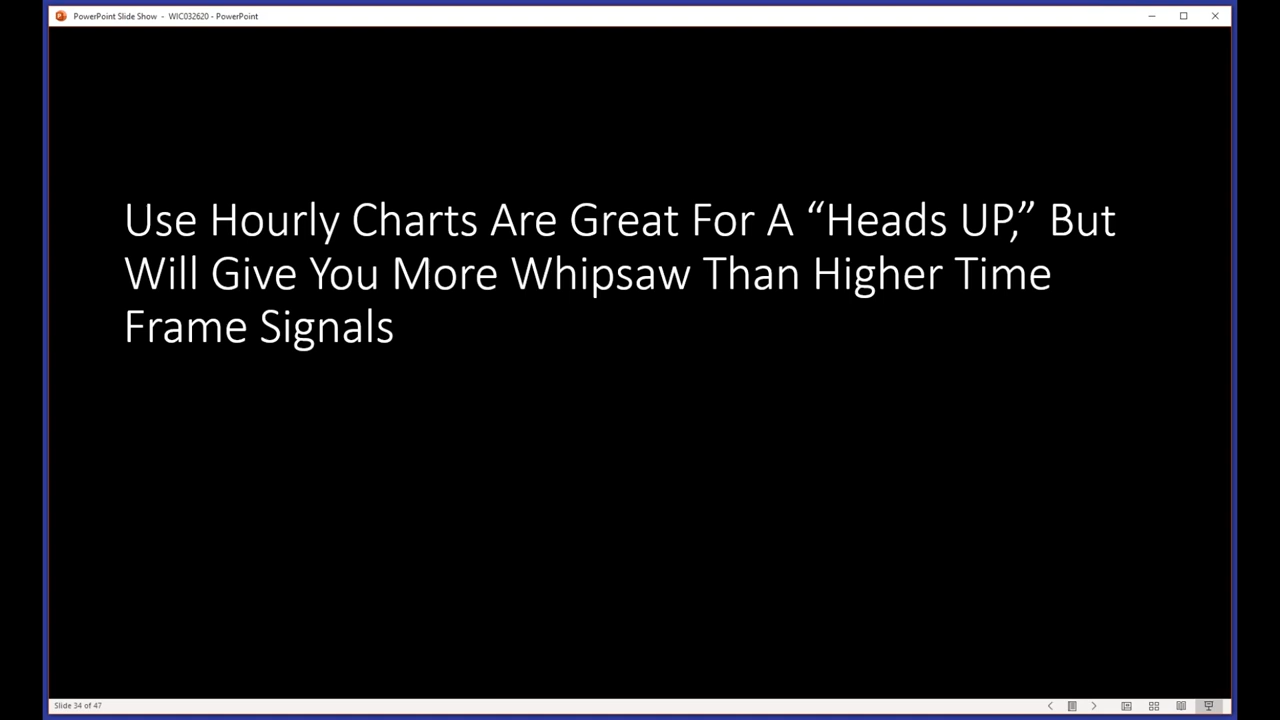 PowerPoint Slide Show - WIC032620 - PowerPoint
Use Hourly Charts Are Great For A “Heads UP,” But
Will Give You More Whipsaw Than Higher Time
Frame Signals
Slide 34 of 47